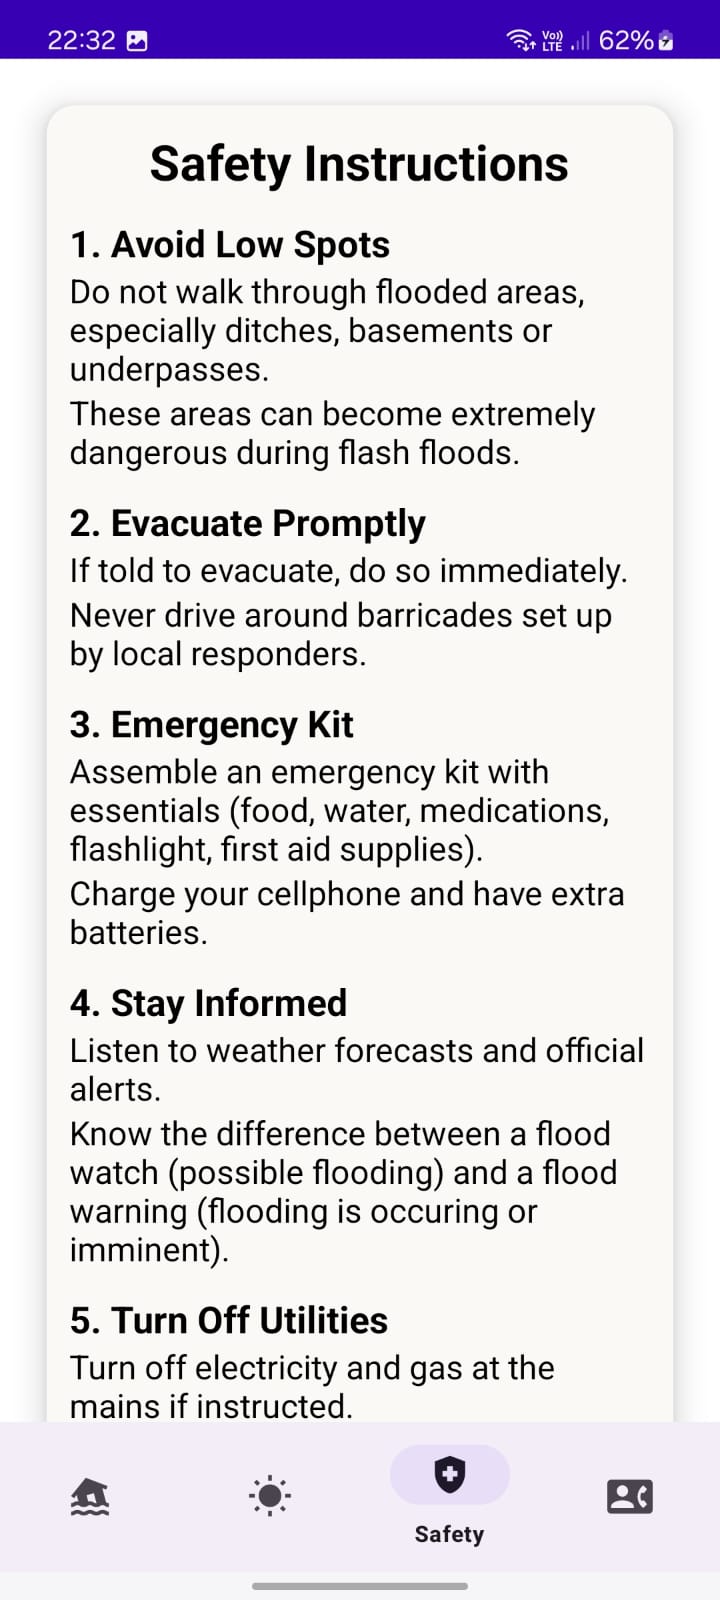 22:32
Vo))
LTE
62%
Safety Instructions
1. Avoid Low Spots
Do not walk through flooded areas,
especially ditches, basements or
underpasses.
These areas can become extremely
dangerous during flash floods.
2. Evacuate Promptly
If told to evacuate, do so immediately.
Never drive around barricades set up
by local responders.
3. Emergency Kit
Assemble an emergency kit with
essentials (food, water, medications,
flashlight, first aid supplies).
Charge your cellphone and have extra
batteries.
4. Stay Informed
Listen to weather forecasts and official
alerts.
Know the difference between a flood
watch (possible flooding) and a flood
warning (flooding is occuring or
imminent).
5. Turn Off Utilities
Turn off electricity and gas at the
mains if instructed.
Safety